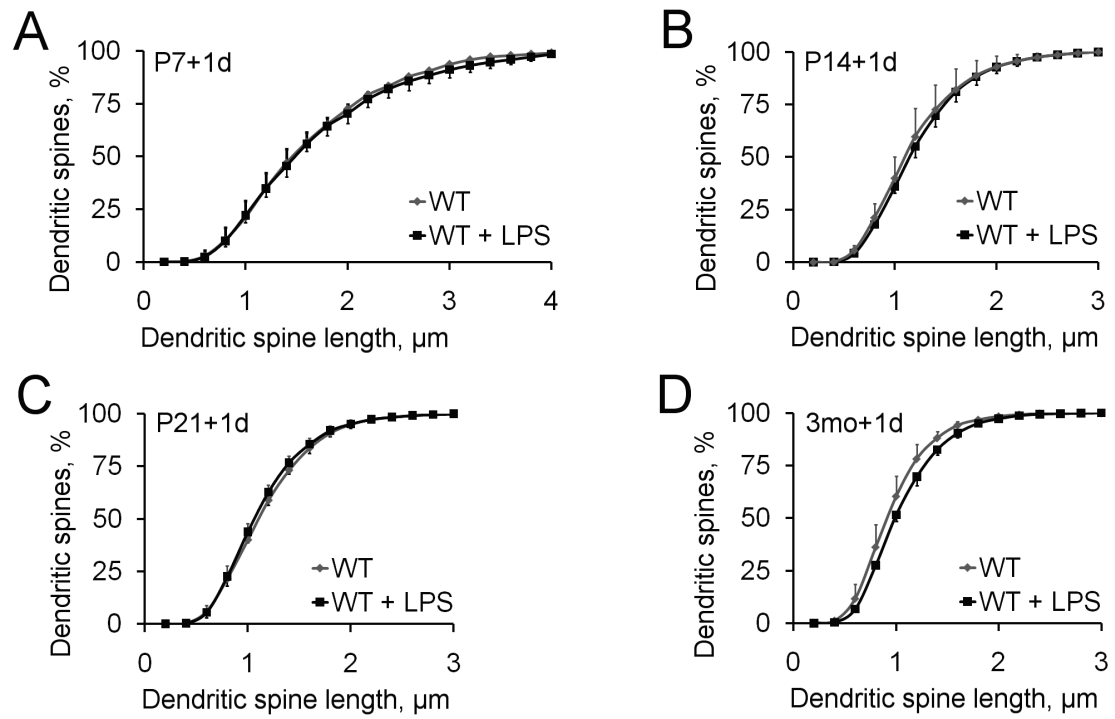 A
P7+1d
Dendritic spines, %
100
75
50
25
0
WT
WT + LPS
0 1 2 3 4
Dendritic spine length, µm
B
P14+1d
Dendritic spines, %
100
75
50
25
0
WT
WT + LPS
0 1 2 3
Dendritic spine length, µm
C
P21+1d
Dendritic spines, %
100
75
50
25
0
WT
WT + LPS
0 1 2 3
Dendritic spine length, µm
D
3mo+1d
Dendritic spines, %
100
75
50
25
0
WT
WT + LPS
0 1 2 3
Dendritic spine length, µm